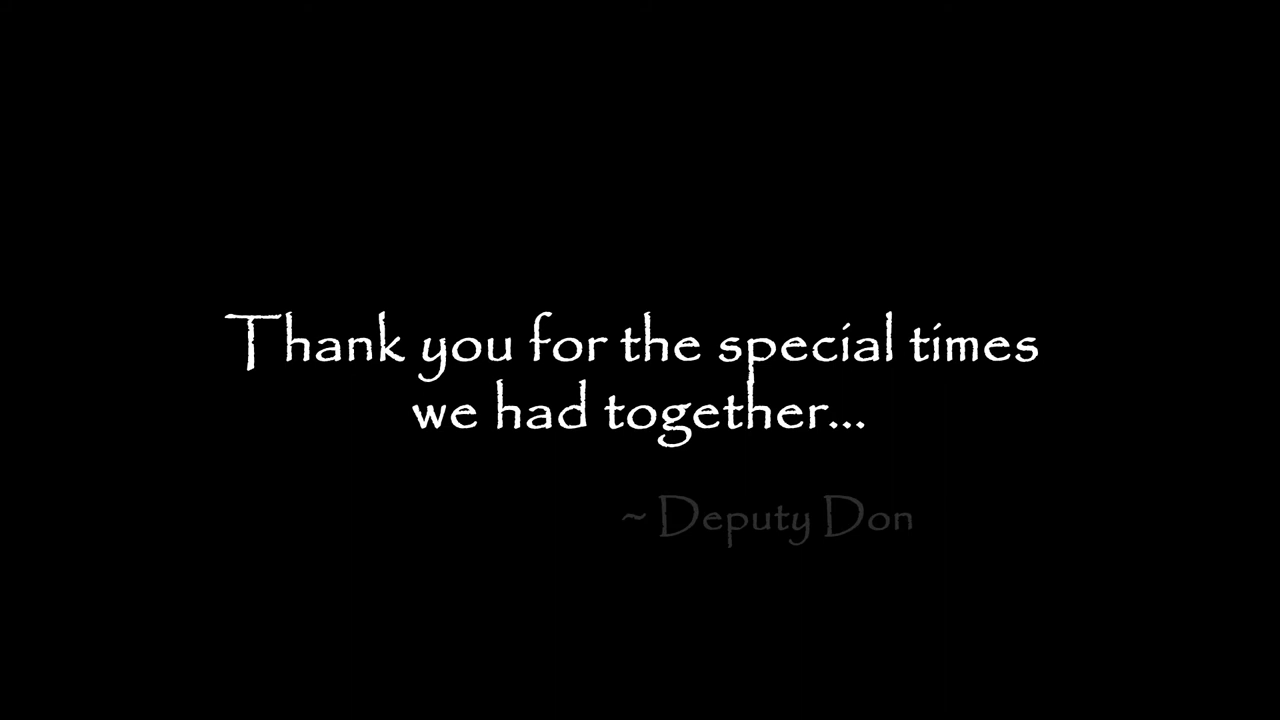 Thank you for the special times
we had together...
~ Deputy Don